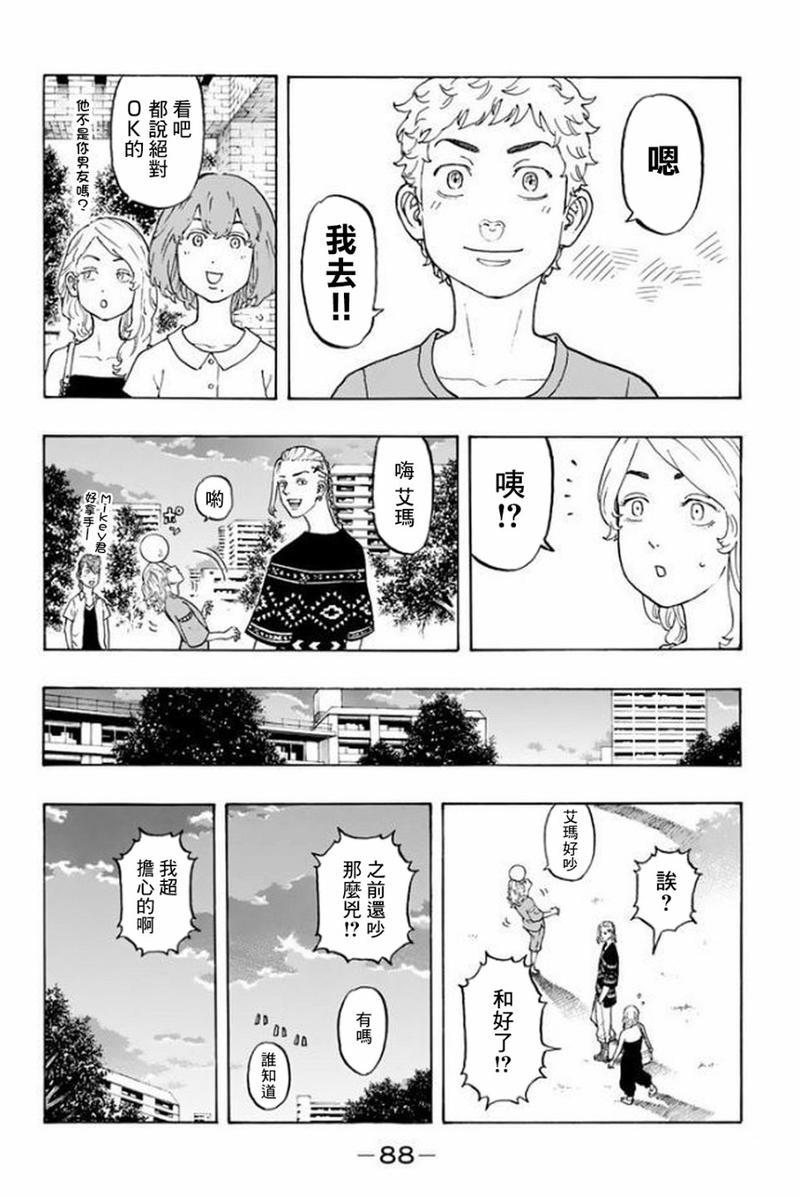 嗯
我去!!
看吧
都說絕對
OK的
他不是你男友嗎？
咦
!?
嗨 艾瑪
喲
ポ
Mikey君
好拿手ー
誒？
艾瑪好吵
和好了!?
之前還吵
那麼兇!?
有嗎
誰知道
我超
擔心的啊
—88—